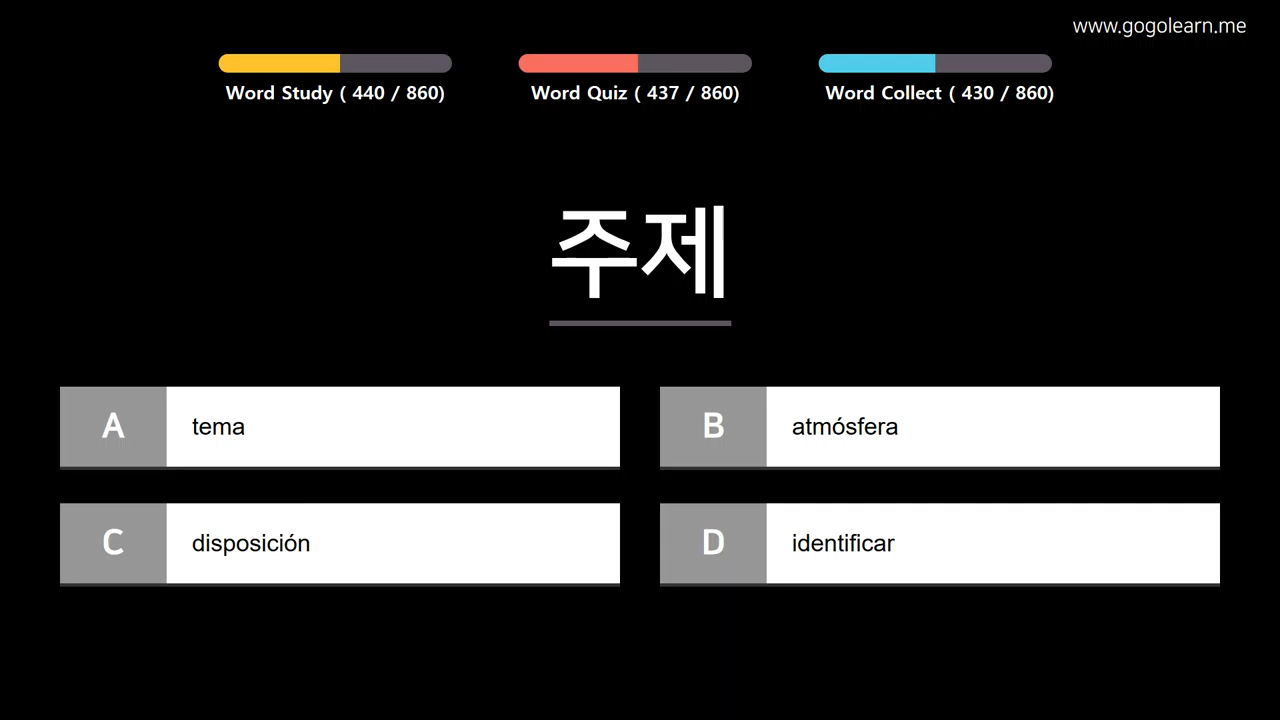 www.gogolearn.me
Word Study ( 440 / 860)
Word Quiz ( 437 / 860)
Word Collect ( 430 / 860)
주제
A tema
B atmósfera
C disposición
D identificar